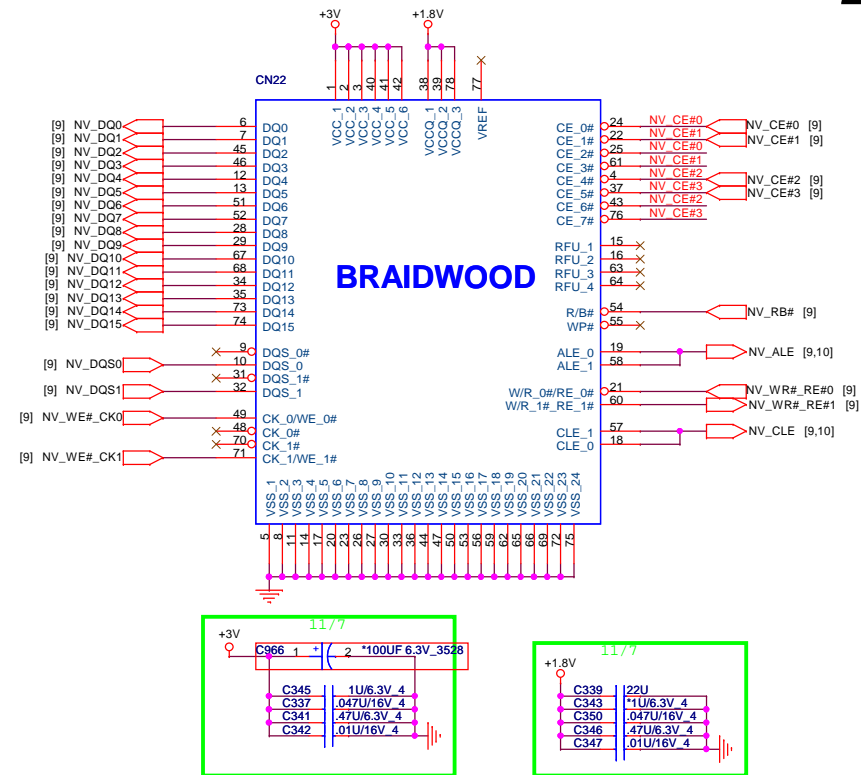 +3V
+1.8V
CN22
1 2 3 40 41 42 38 39 78 77
VCC_1 VCC_2 VCC_3 VCC_4 VCC_5 VCC_6 VCCQ_1 VCCQ_2 VCCQ_3 VREF
[9] NV_DQ0 6 DQ0
[9] NV_DQ1 7 DQ1
[9] NV_DQ2 45 DQ2
[9] NV_DQ3 46 DQ3
[9] NV_DQ4 12 DQ4
[9] NV_DQ5 13 DQ5
[9] NV_DQ6 51 DQ6
[9] NV_DQ7 52 DQ7
[9] NV_DQ8 28 DQ8
[9] NV_DQ9 29 DQ9
[9] NV_DQ10 67 DQ10
[9] NV_DQ11 68 DQ11
[9] NV_DQ12 34 DQ12
[9] NV_DQ13 35 DQ13
[9] NV_DQ14 73 DQ14
[9] NV_DQ15 74 DQ15
9 DQS_0#
[9] NV_DQS0 10 DQS_0
31 DQS_1#
[9] NV_DQS1 32 DQS_1
[9] NV_WE#_CK0 49 CK_0/WE_0#
48 CK_0#
70 CK_1#
[9] NV_WE#_CK1 71 CK_1/WE_1#
BRAIDWOOD
CE_0# 24 NV_CE#0 NV_CE#0 [9]
CE_1# 22 NV_CE#1 NV_CE#1 [9]
CE_2# 25 NV_CE#0
CE_3# 61 NV_CE#1
CE_4# 4 NV_CE#2 NV_CE#2 [9]
CE_5# 37 NV_CE#3 NV_CE#3 [9]
CE_6# 43 NV_CE#2
CE_7# 76 NV_CE#3
RFU_1 15
RFU_2 16
RFU_3 63
RFU_4 64
R/B# 54 NV_RB# [9]
WP# 55
ALE_0 19 NV_ALE [9,10]
ALE_1 58
W/R_0#/RE_0# 21 NV_WR#_RE#0 [9]
W/R_1#_RE_1# 60 NV_WR#_RE#1 [9]
CLE_1 57 NV_CLE [9,10]
CLE_0 18
VSS_1 VSS_2 VSS_3 VSS_4 VSS_5 VSS_6 VSS_7 VSS_8 VSS_9 VSS_10 VSS_11 VSS_12 VSS_13 VSS_14 VSS_15 VSS_16 VSS_17 VSS_18 VSS_19 VSS_20 VSS_21 VSS_22 VSS_23 VSS_24
5 8 11 14 17 20 23 26 27 30 33 36 44 47 50 53 56 59 62 65 66 69 72 75
11/7
+3V
C966 1 + 2 *100UF 6.3V_3528
C345 1U/6.3V_4
C337 .047U/16V_4
C341 .47U/6.3V_4
C342 .01U/16V_4
11/7
+1.8V
C339 22U
C343 *1U/6.3V_4
C350 .047U/16V_4
C346 .47U/6.3V_4
C347 .01U/16V_4